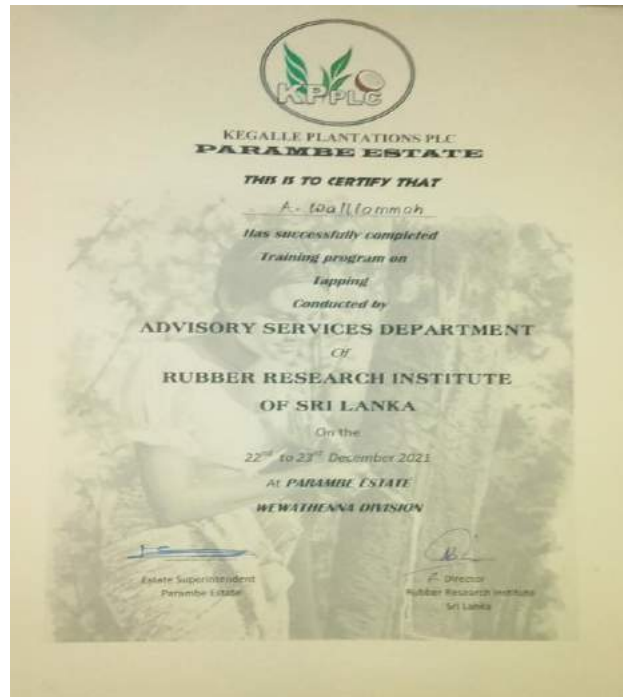 KPPLC
KEGALLE PLANTATIONS PLC
PARAMBE ESTATE
THIS IS TO CERTIFY THAT
A. Walliammah
Has successfully completed
Training program on
Tapping
Conducted by
ADVISORY SERVICES DEPARTMENT
Of
RUBBER RESEARCH INSTITUTE
OF SRI LANKA
On the
22nd to 23rd December 2021
At PARAMBE ESTATE
WEWATHENNA DIVISION
Estate Superintendent
Parambe Estate
Director
Rubber Research Institute
Sri Lanka